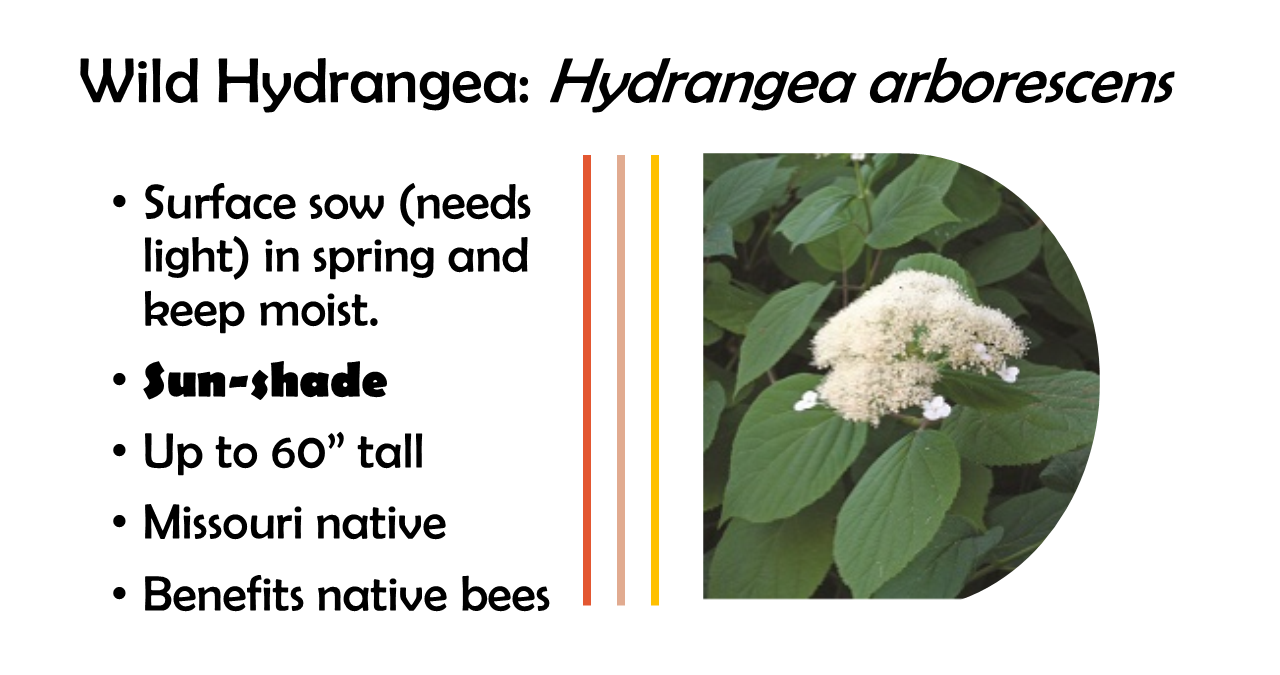 Wild Hydrangea: Hydrangea arborescens
• Surface sow (needs
light) in spring and
keep moist.
• Sun-shade
• Up to 60” tall
• Missouri native
• Benefits native bees